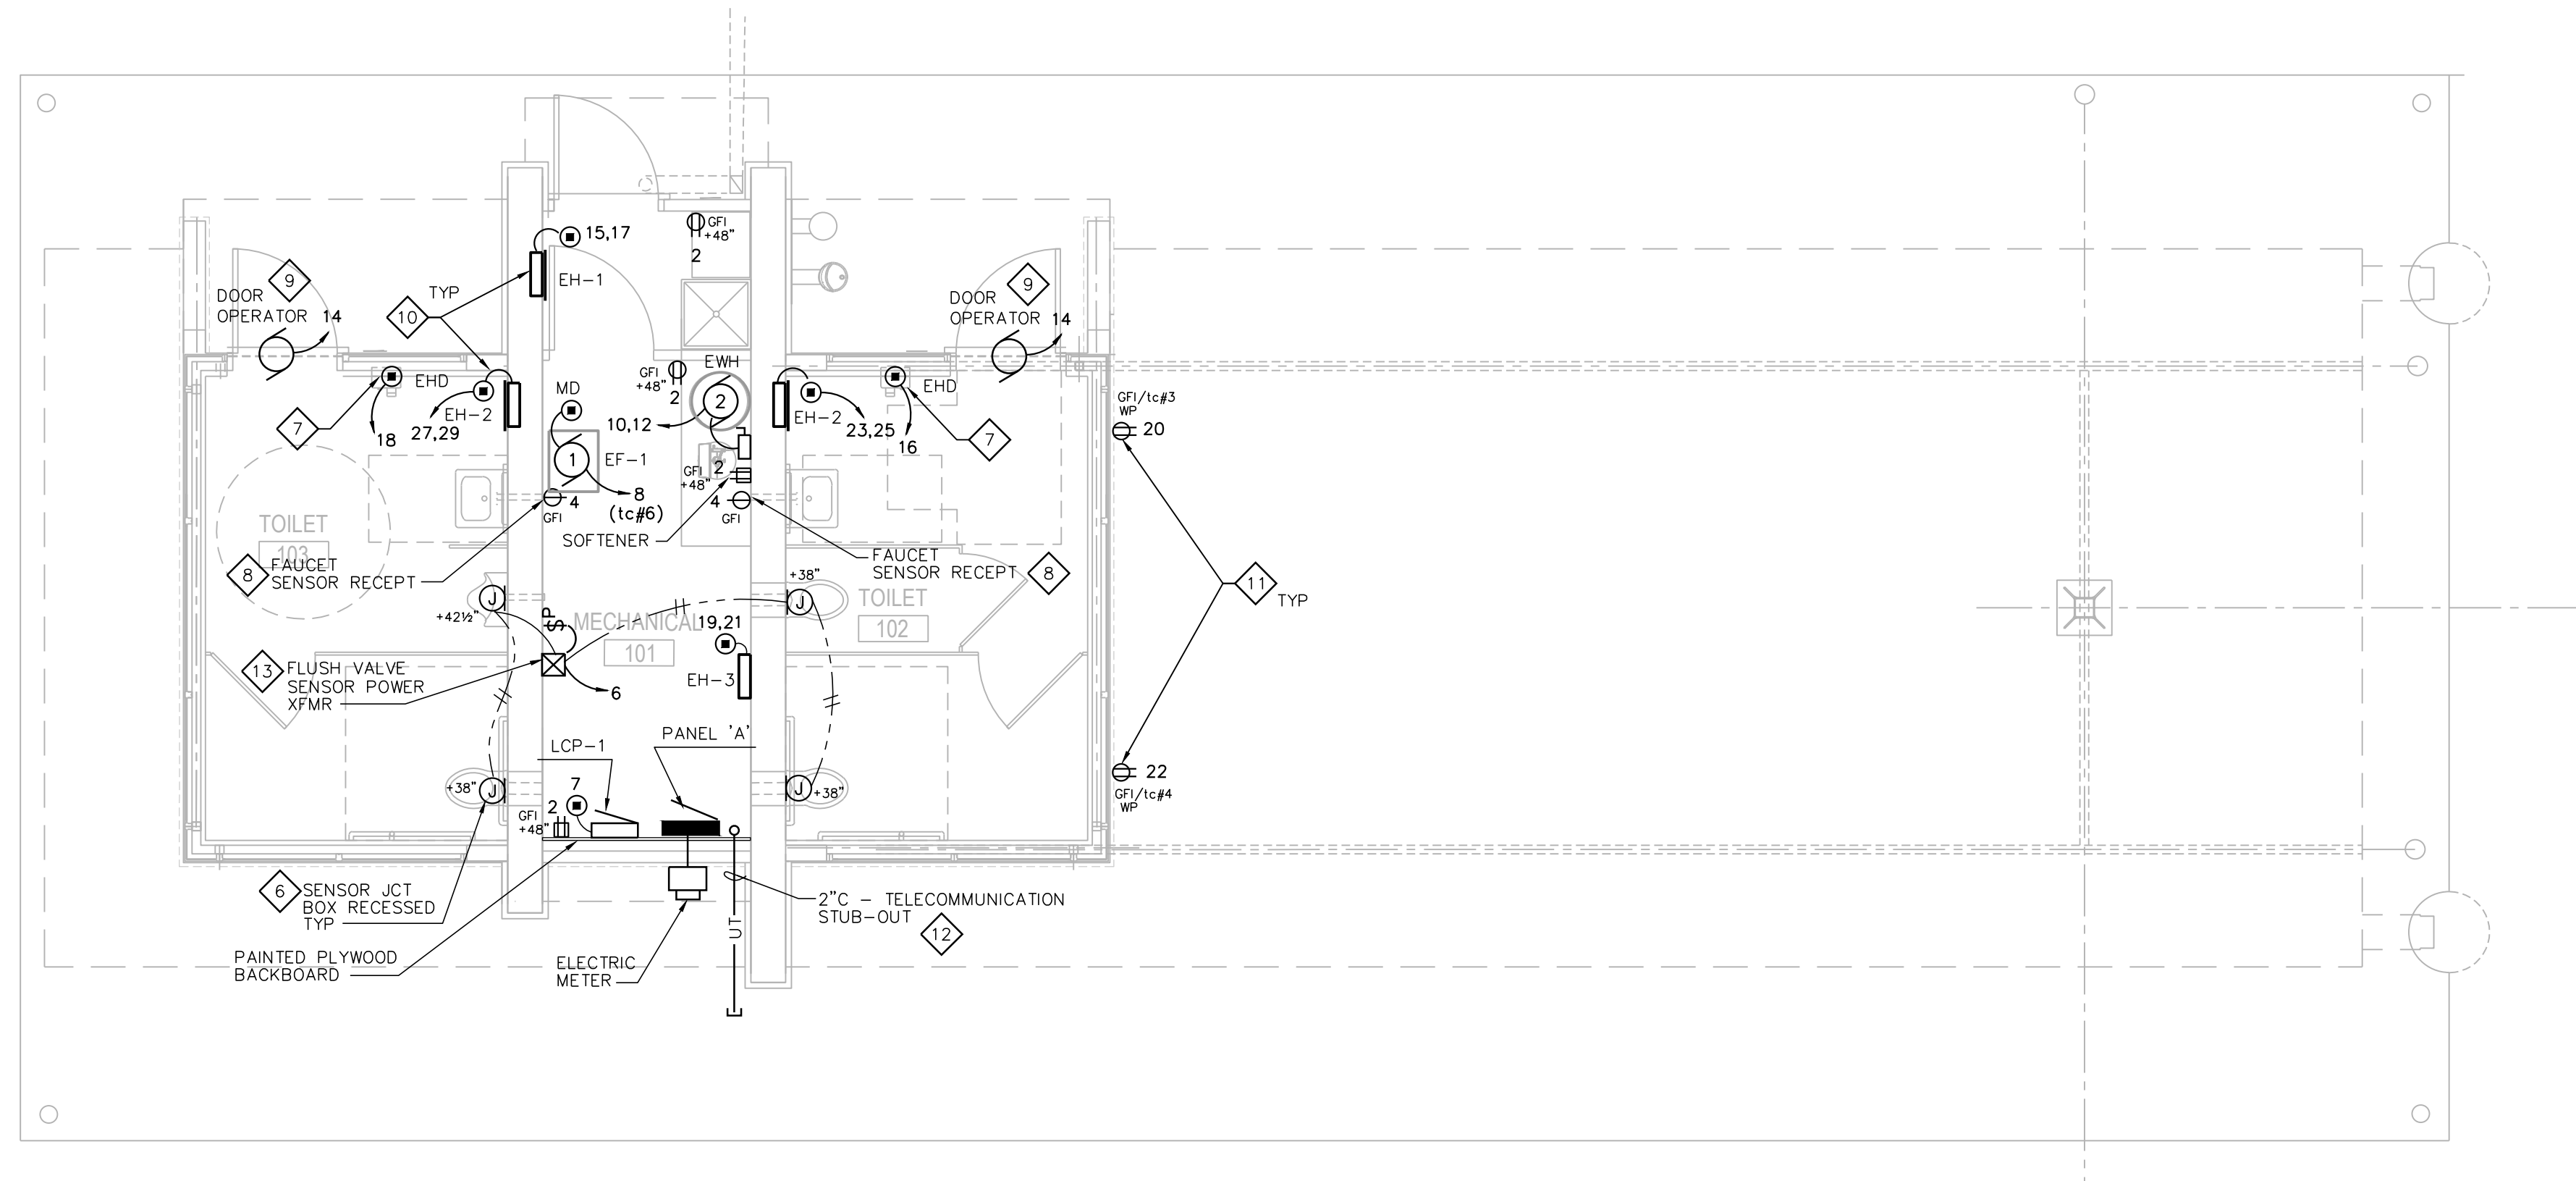 GFI
+48"
2
15,17
EH-1
TYP
10
9
DOOR
OPERATOR
14
9
DOOR
OPERATOR
14
EHD
7
18
EH-2
27,29
MD
1
EF-1
8
(tc#6)
GFI
+48"
2
EWH
2
10,12
EH-2
23,25
EHD
16
7
GFI/tc#3
WP
20
GFI
+48"
2
4
GFI
4
GFI
SOFTENER
TOILET
103
8
FAUCET
SENSOR RECEPT
FAUCET
SENSOR RECEPT
8
11
TYP
J
+42½"
$P
MECHANICAL
101
+38"
J
TOILET
102
19,21
EH-3
13
FLUSH VALVE
SENSOR POWER
XFMR
6
LCP-1
PANEL 'A'
22
GFI/tc#4
WP
+38"
J
7
2
GFI
+48"
J
+38"
6
SENSOR JCT
BOX RECESSED
TYP
2"C - TELECOMMUNICATION
STUB-OUT
12
UT
PAINTED PLYWOOD
BACKBOARD
ELECTRIC
METER